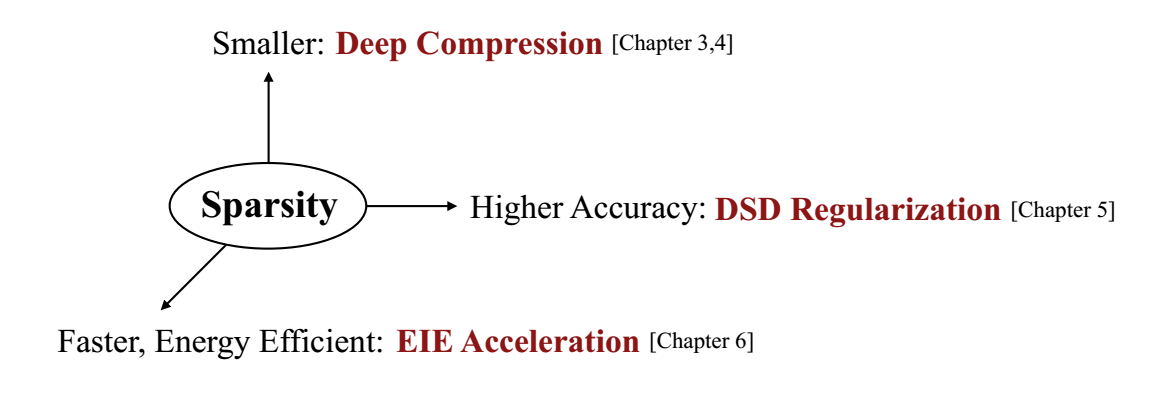 Smaller: Deep Compression [Chapter 3,4]
Sparsity
Higher Accuracy: DSD Regularization [Chapter 5]
Faster, Energy Efficient: EIE Acceleration [Chapter 6]